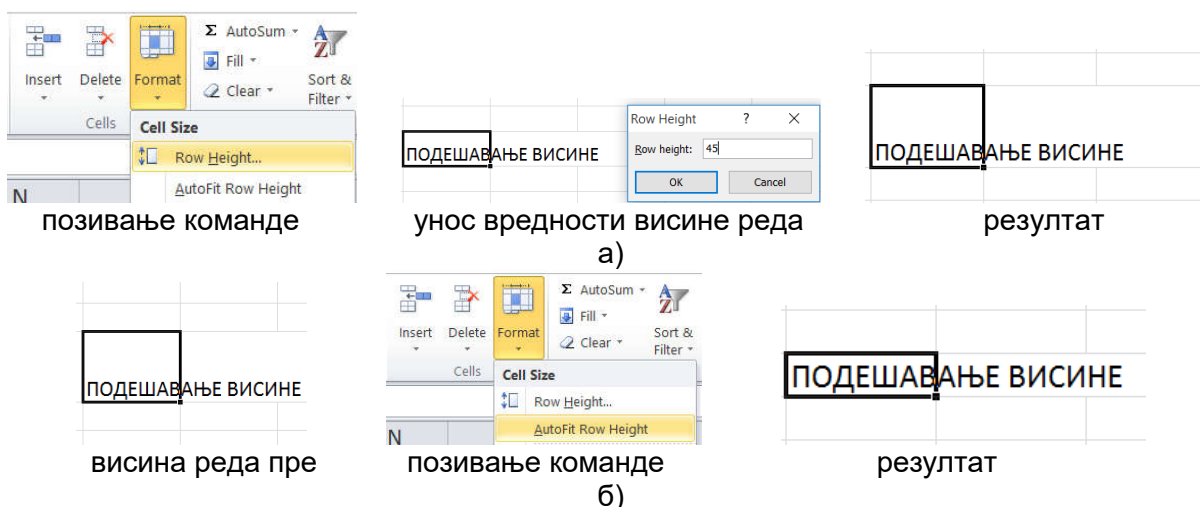 Insert
Delete
Format
Σ AutoSum
Fill
Clear
Sort &
Filter
Cells
Cell Size
Row Height...
AutoFit Row Height
N
ПОДЕШАВАЊЕ ВИСИНЕ
Row Height ? X
Row height: 45
OK Cancel
ПОДЕШАВАЊЕ ВИСИНЕ
позивање команде
унос вредности висине реда
резултат
а)
ПОДЕШАВАЊЕ ВИСИНЕ
Insert
Delete
Format
Σ AutoSum
Fill
Clear
Sort &
Filter
Cells
Cell Size
Row Height...
AutoFit Row Height
N
ПОДЕШАВАЊЕ ВИСИНЕ
висина реда пре
позивање команде
резултат
б)